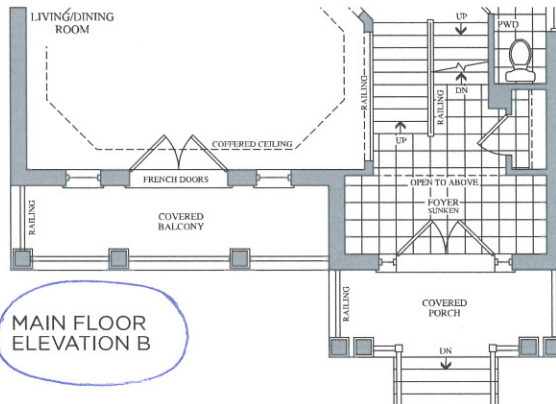 LIVING/DINING
ROOM
UP
PWD
DN
RAILING
RAILING
UP
COFFERED CEILING
FRENCH DOORS
OPEN TO ABOVE
FOYER
SUNKEN
RAILING
COVERED
BALCONY
RAILING
COVERED
PORCH
DN
MAIN FLOOR
ELEVATION B